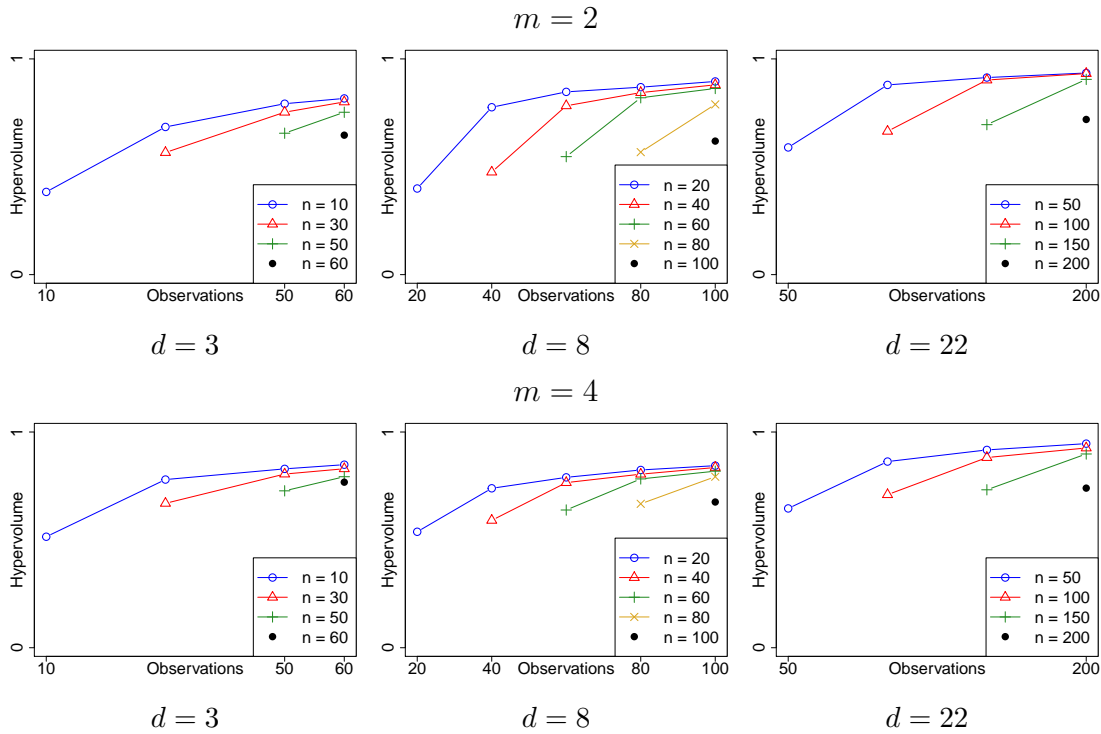 m = 2
1
0
Hypervolume
10 Observations 50 60
n = 10
n = 30
n = 50
n = 60
d = 3
Hypervolume
1
0
20 40 Observations 80 100
n = 20
n = 40
n = 60
n = 80
n = 100
d = 8
Hypervolume
1
0
50 Observations 200
n = 50
n = 100
n = 150
n = 200
d = 22
m = 4
Hypervolume
1
0
10 Observations 50 60
n = 10
n = 30
n = 50
n = 60
d = 3
Hypervolume
1
0
20 40 Observations 80 100
n = 20
n = 40
n = 60
n = 80
n = 100
d = 8
Hypervolume
1
0
50 Observations 200
n = 50
n = 100
n = 150
n = 200
d = 22